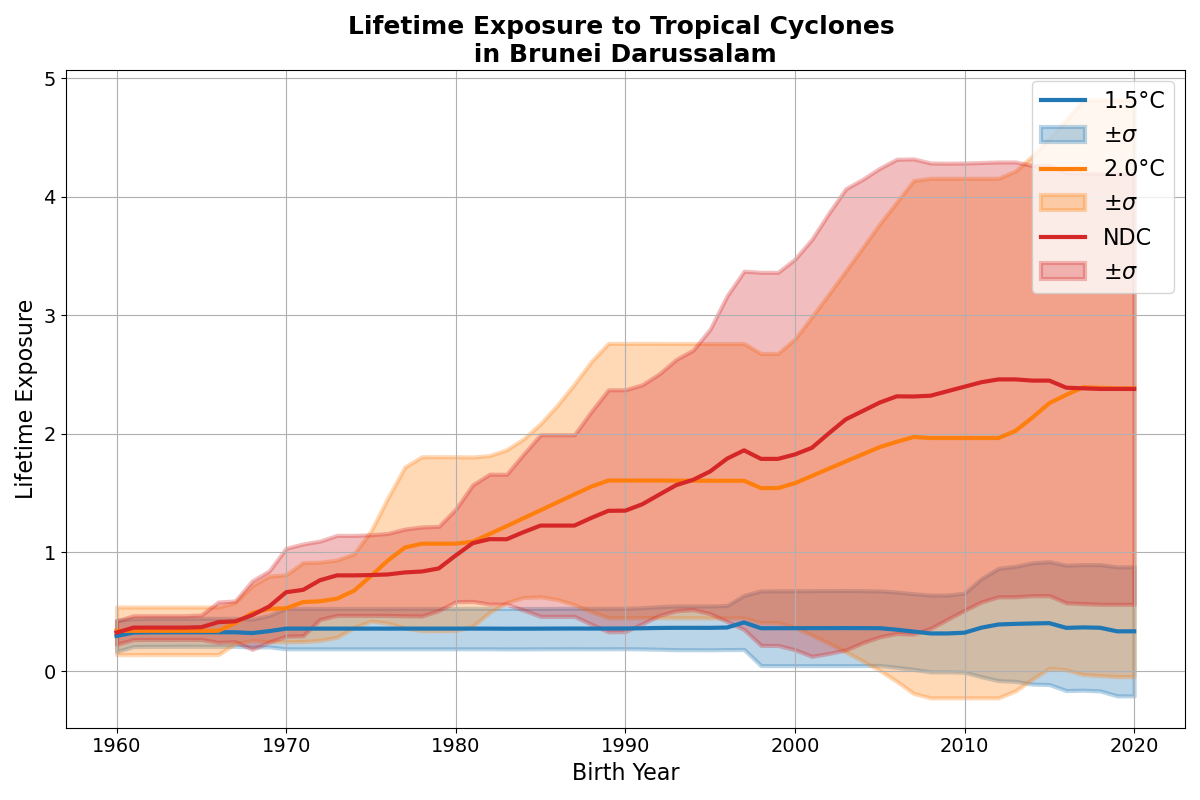 Lifetime Exposure to Tropical Cyclones
in Brunei Darussalam
5
4
3
2
1
0
Lifetime Exposure
1.5°C
±σ
2.0°C
±σ
NDC
±σ
1960 1970 1980 1990 2000 2010 2020
Birth Year